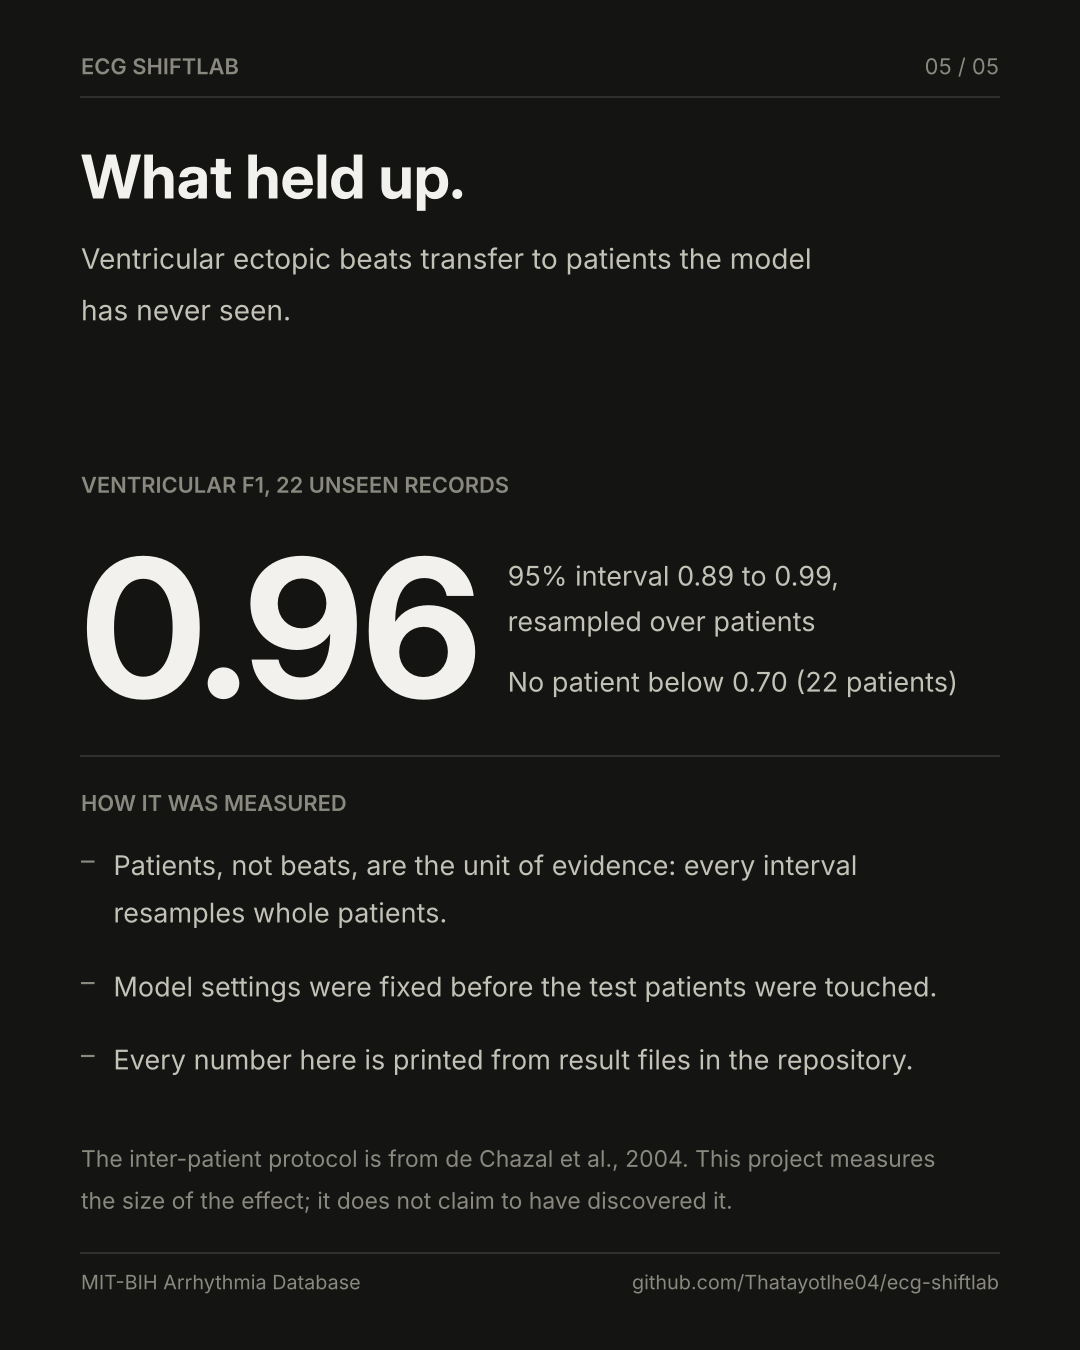 ECG SHIFTLAB
05 / 05
What held up.
Ventricular ectopic beats transfer to patients the model
has never seen.
VENTRICULAR F1, 22 UNSEEN RECORDS
0.96
95% interval 0.89 to 0.99,
resampled over patients
No patient below 0.70 (22 patients)
HOW IT WAS MEASURED
– Patients, not beats, are the unit of evidence: every interval
resamples whole patients.
– Model settings were fixed before the test patients were touched.
– Every number here is printed from result files in the repository.
The inter-patient protocol is from de Chazal et al., 2004. This project measures
the size of the effect; it does not claim to have discovered it.
MIT-BIH Arrhythmia Database
github.com/Thatayotlhe04/ecg-shiftlab